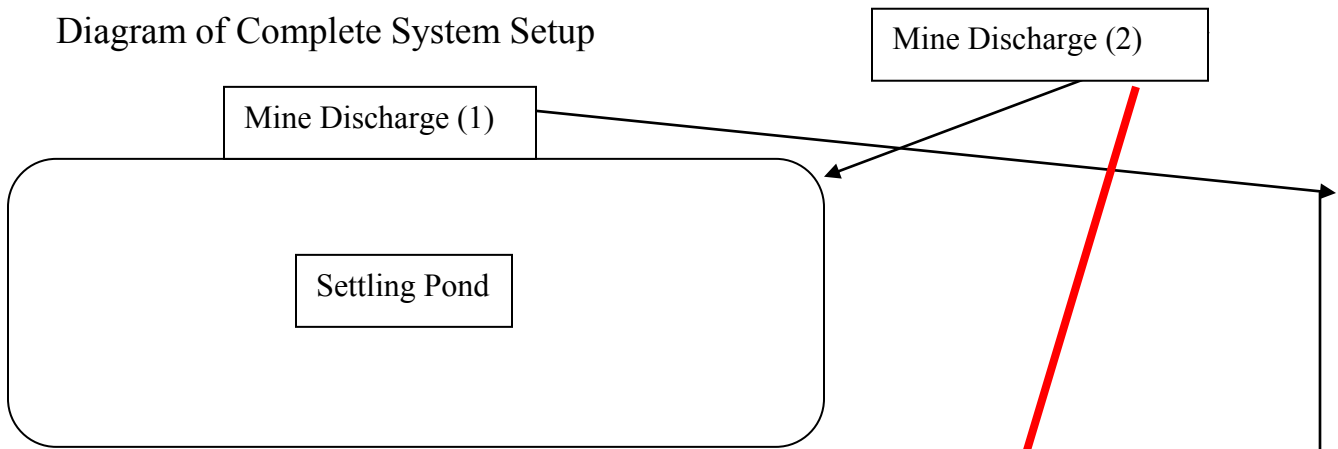 Diagram of Complete System Setup
Mine Discharge (2)
Mine Discharge (1)
Settling Pond